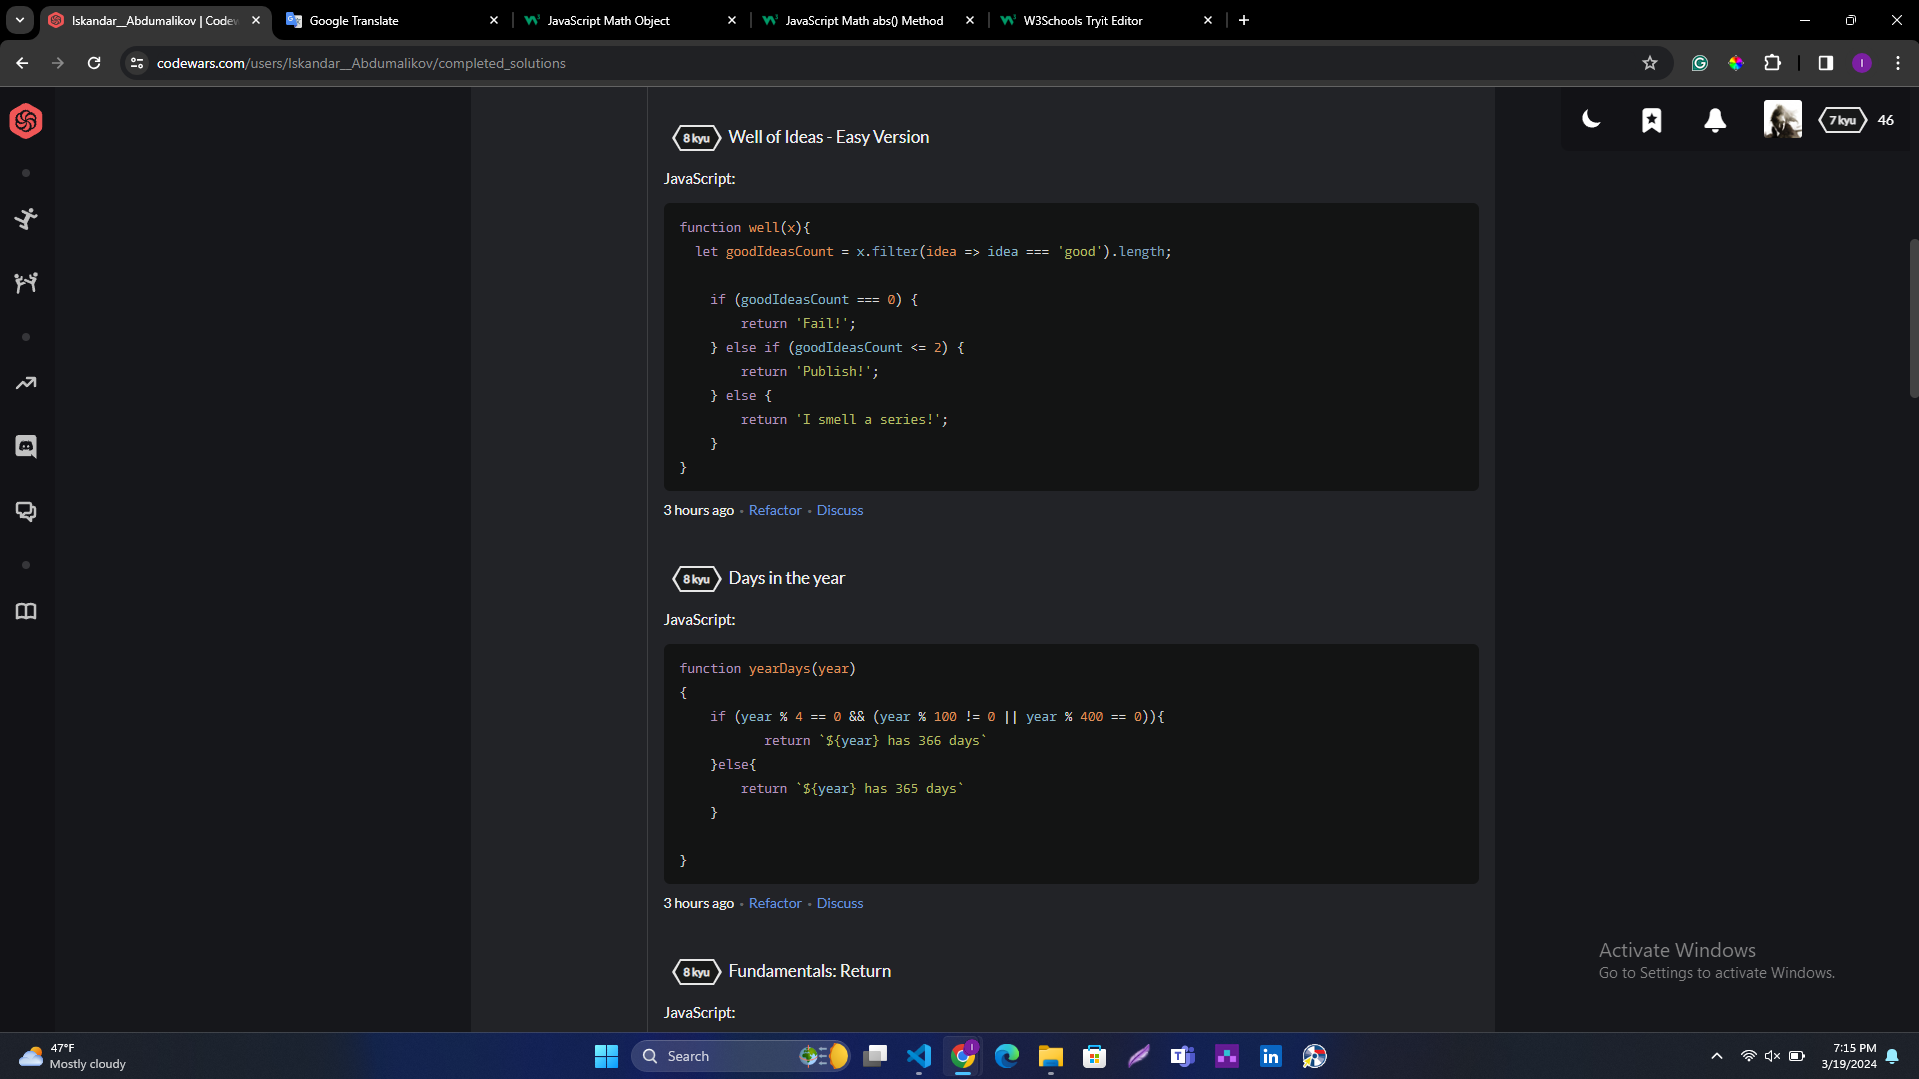 Iskandar__Abdumalikov | Codew
Google Translate
JavaScript Math Object
JavaScript Math abs() Method
W3Schools Tryit Editor
codewars.com/users/Iskandar__Abdumalikov/completed_solutions
I
7 kyu 46
8 kyu Well of Ideas - Easy Version
JavaScript:
function well(x){
  let goodIdeasCount = x.filter(idea => idea === 'good').length;
    if (goodIdeasCount === 0) {
        return 'Fail!';
    } else if (goodIdeasCount <= 2) {
        return 'Publish!';
    } else {
        return 'I smell a series!';
    }
}
3 hours ago • Refactor • Discuss
8 kyu Days in the year
JavaScript:
function yearDays(year)
{
    if (year % 4 == 0 && (year % 100 != 0 || year % 400 == 0)){
           return `${year} has 366 days`
    }else{
        return `${year} has 365 days`
    }
}
3 hours ago • Refactor • Discuss
8 kyu Fundamentals: Return
JavaScript:
Activate Windows
Go to Settings to activate Windows.
47°F
Mostly cloudy
Search
7:15 PM
3/19/2024